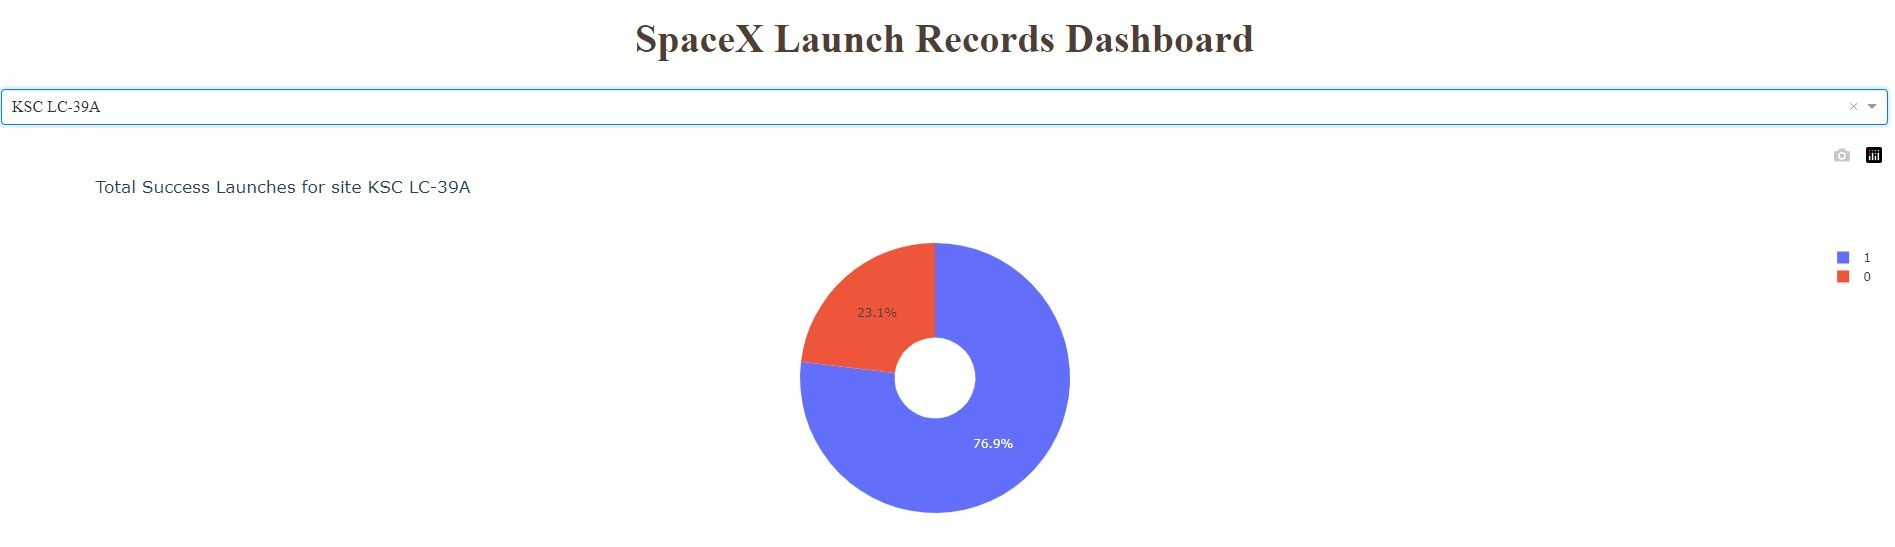 SpaceX Launch Records Dashboard
KSC LC-39A
Total Success Launches for site KSC LC-39A
1
0
23.1%
76.9%